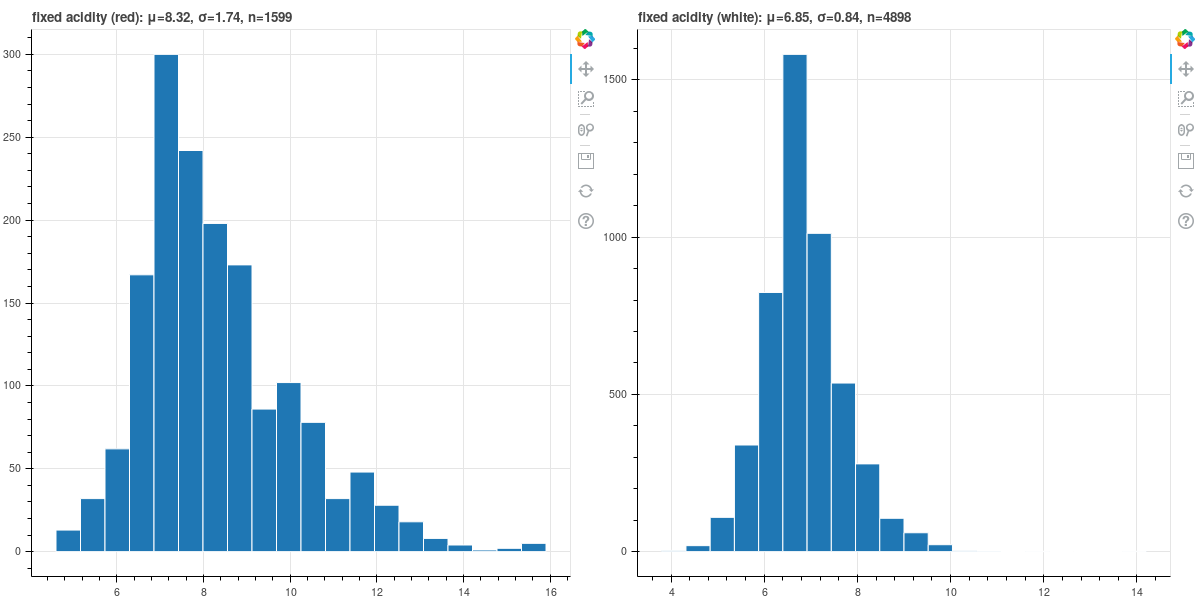 fixed acidity (red): μ=8.32, σ=1.74, n=1599
300
250
200
150
100
50
0
6 8 10 12 14 16
fixed acidity (white): μ=6.85, σ=0.84, n=4898
1500
1000
500
0
4 6 8 10 12 14